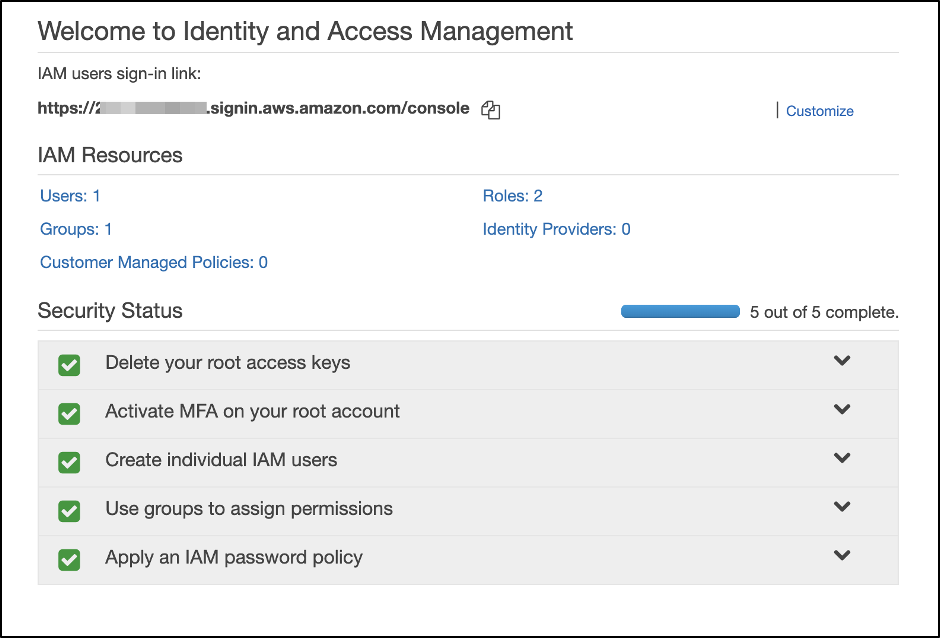 Welcome to Identity and Access Management
IAM users sign-in link:
https://2 .signin.aws.amazon.com/console
| Customize
IAM Resources
Users: 1
Roles: 2
Groups: 1
Identity Providers: 0
Customer Managed Policies: 0
Security Status
5 out of 5 complete.
Delete your root access keys
Activate MFA on your root account
Create individual IAM users
Use groups to assign permissions
Apply an IAM password policy